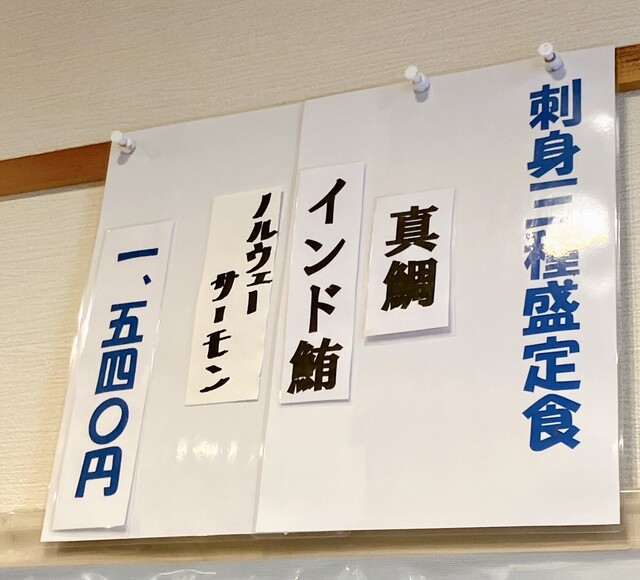 刺身三種盛定食
真鯛
インド鮪
ノルウェー
サーモン
一、五四〇円